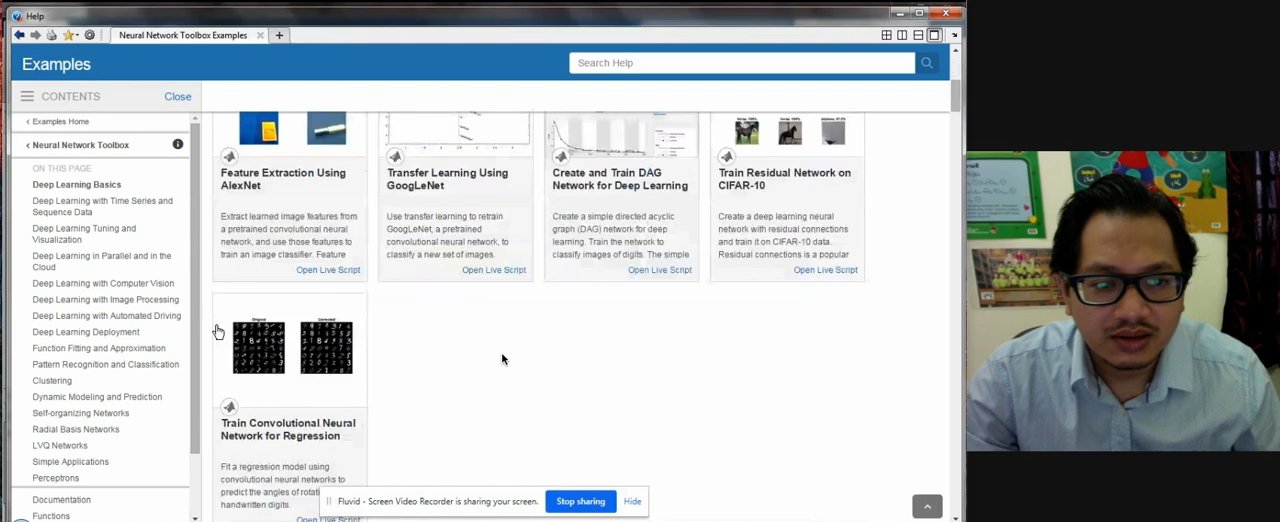 Help
Neural Network Toolbox Examples
Examples
Search Help
CONTENTS
Close
Examples Home
Neural Network Toolbox
ON THIS PAGE
Deep Learning Basics
Deep Learning with Time Series and
Sequence Data
Deep Learning Tuning and
Visualization
Deep Learning in Parallel and in the
Cloud
Deep Learning with Computer Vision
Deep Learning with Image Processing
Deep Learning with Automated Driving
Deep Learning Deployment
Function Fitting and Approximation
Pattern Recognition and Classification
Clustering
Dynamic Modeling and Prediction
Self-organizing Networks
Radial Basis Networks
LVQ Networks
Simple Applications
Perceptrons
Documentation
Functions
Feature Extraction Using
AlexNet
Extract learned image features from
a pretrained convolutional neural
network, and use those features to
train an image classifier. Feature
Open Live Script
Transfer Learning Using
GoogLeNet
Use transfer learning to retrain
GoogLeNet, a pretrained
convolutional neural network, to
classify a new set of images.
Open Live Script
Create and Train DAG
Network for Deep Learning
Create a simple directed acyclic
graph (DAG) network for deep
learning. Train the network to
classify images of digits. The simple
Open Live Script
Train Residual Network on
CIFAR-10
Create a deep learning neural
network with residual connections
and train it on CIFAR-10 data.
Residual connections is a popular
Open Live Script
Original
Corrected
Train Convolutional Neural
Network for Regression
Fit a regression model using
convolutional neural networks to
predict the angles of
handwritten digits.
Open Live Script
Fluvid - Screen Video Recorder is sharing your screen.
Stop sharing
Hide